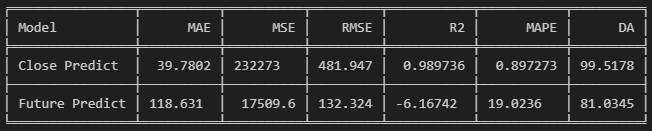 Model MAE MSE RMSE R2 MAPE DA
Close Predict 39.7802 232273 481.947 0.989736 0.897273 99.5178
Future Predict 118.631 17509.6 132.324 -6.16742 19.0236 81.0345